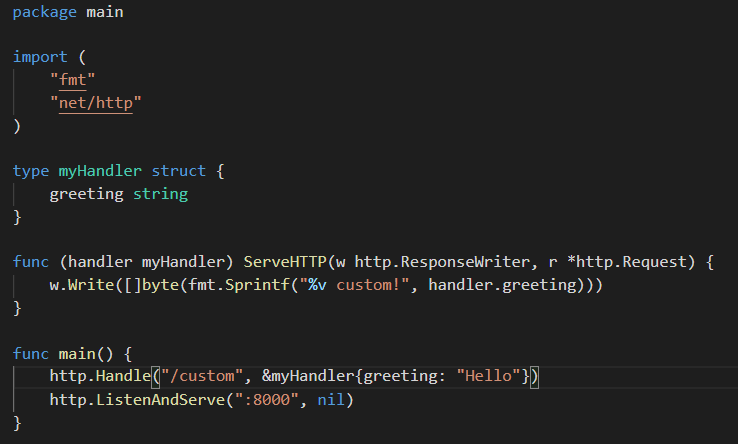 package main
import (
"fmt"
"net/http"
)
type myHandler struct {
greeting string
}
func (handler myHandler) ServeHTTP(w http.ResponseWriter, r *http.Request) {
w.Write([]byte(fmt.Sprintf("%v custom!", handler.greeting)))
}
func main() {
http.Handle("/custom", &myHandler{greeting: "Hello"})
http.ListenAndServe(":8000", nil)
}